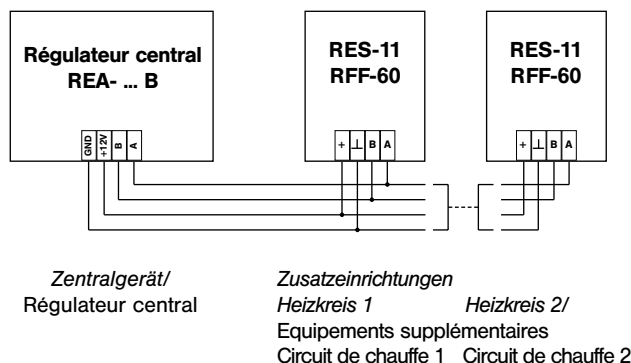 Régulateur central
REA- ... B
GND +12V B A
RES-11
RFF-60
+ ⊥ B A
RES-11
RFF-60
+ ⊥ B A
Zentralgerät/
Régulateur central
Zusatzeinrichtungen
Heizkreis 1 Heizkreis 2/
Equipements supplémentaires
Circuit de chauffe 1 Circuit de chauffe 2